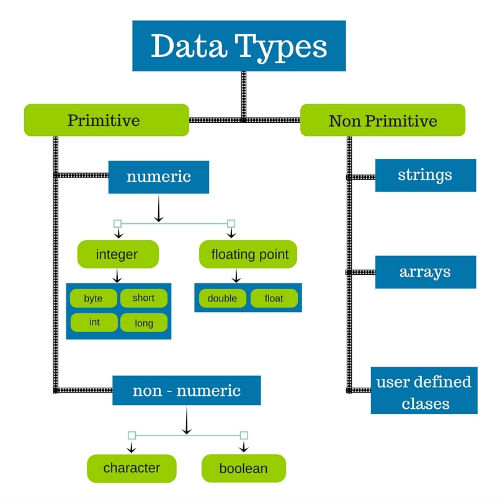 Data Types
Primitive
Non Primitive
numeric
strings
integer
floating point
byte
short
double
float
int
long
arrays
non - numeric
user defined
clases
character
boolean